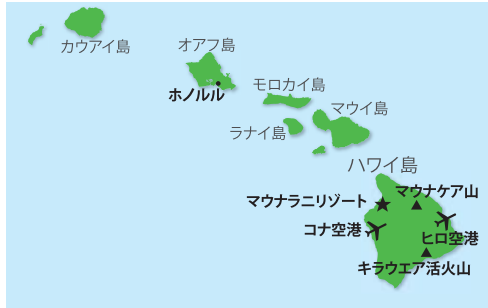 カウアイ島
オアフ島
ホノルル
モロカイ島
マウイ島
ラナイ島
ハワイ島
マウナケア山
マウナラニリゾート
コナ空港
ヒロ空港
キラウエア活火山